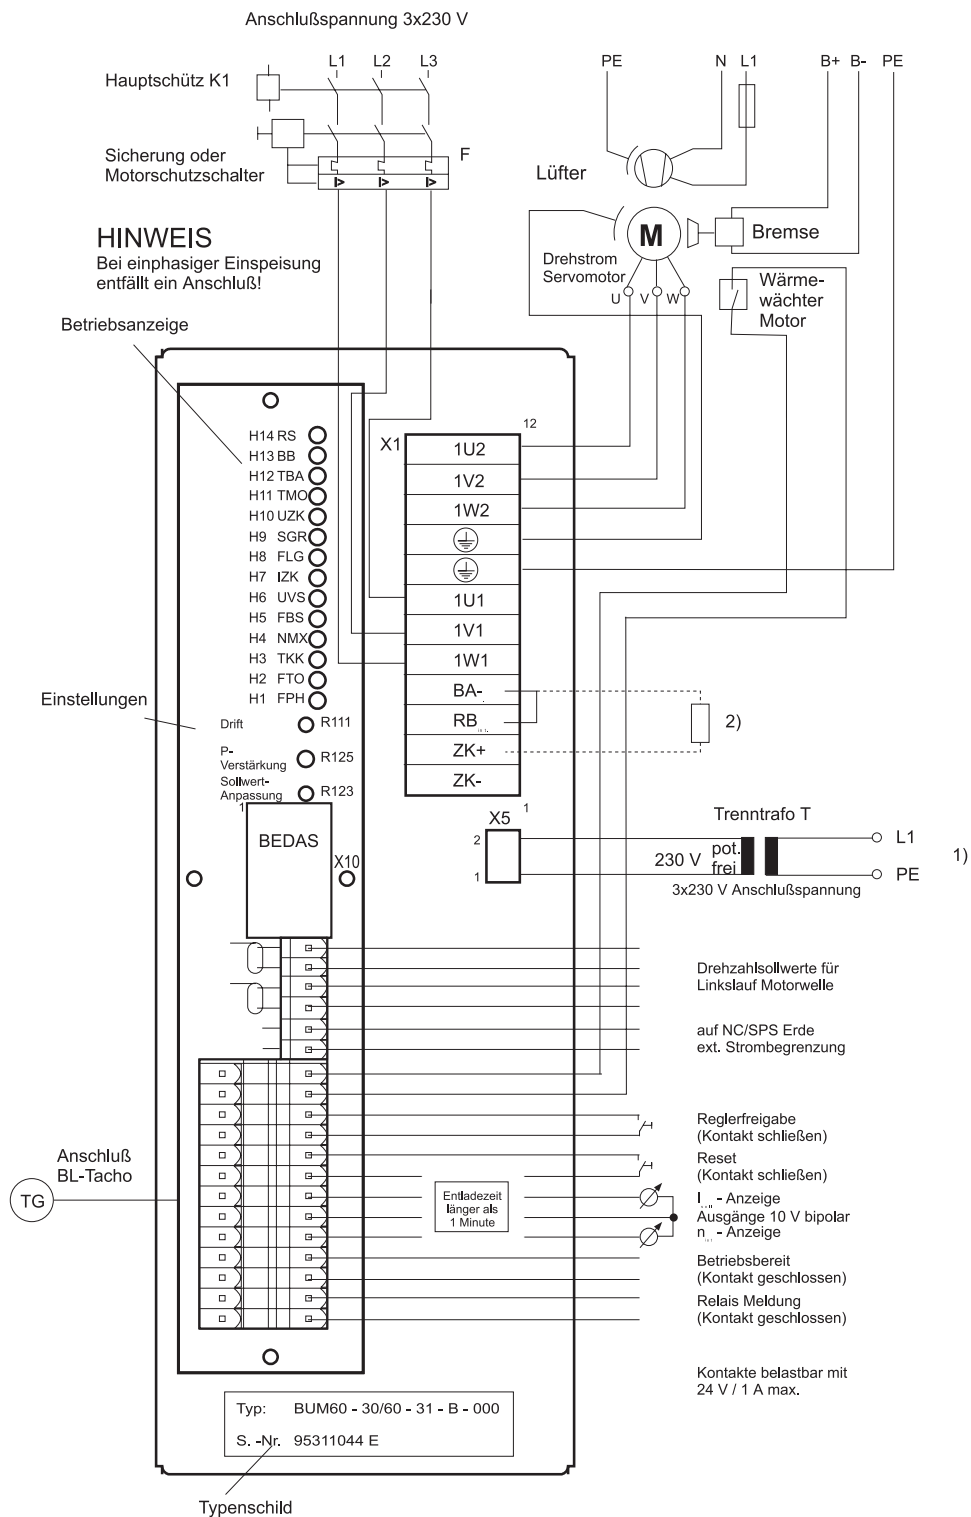 Anschlußspannung 3x230 V
L1 L2 L3
Hauptschütz K1
Sicherung oder
Motorschutzschalter
F
I> I> I>
HINWEIS
Bei einphasiger Einspeisung
entfällt ein Anschluß!
PE N L1 B+ B- PE
Lüfter
M
Bremse
Drehstrom
Servomotor
U V W
Wärme-
wächter
Motor
Betriebsanzeige
H14 RS
H13 BB
H12 TBA
H11 TMO
H10 UZK
H9 SGR
H8 FLG
H7 IZK
H6 UVS
H5 FBS
H4 NMX
H3 TKK
H2 FTO
H1 FPH
Einstellungen
Drift
R111
P-
Verstärkung
R125
Sollwert-
Anpassung
R123
1
BEDAS
X10
X1
12
1U2
1V2
1W2
1U1
1V1
1W1
BA-
RB
ZK+
ZK-
1
2)
X5
2
1
Trenntrafo T
230 V
pot.
frei
L1
PE
1)
3x230 V Anschlußspannung
Drehzahlsollwerte für
Linkslauf Motorwelle
auf NC/SPS Erde
ext. Strombegrenzung
Reglerfreigabe
(Kontakt schließen)
Reset
(Kontakt schließen)
I - Anzeige
Ausgänge 10 V bipolar
n - Anzeige
Betriebsbereit
(Kontakt geschlossen)
Relais Meldung
(Kontakt geschlossen)
Kontakte belastbar mit
24 V / 1 A max.
Entladezeit
länger als
1 Minute
Anschluß
BL-Tacho
TG
Typ: BUM60 - 30/60 - 31 - B - 000
S. -Nr. 95311044 E
Typenschild